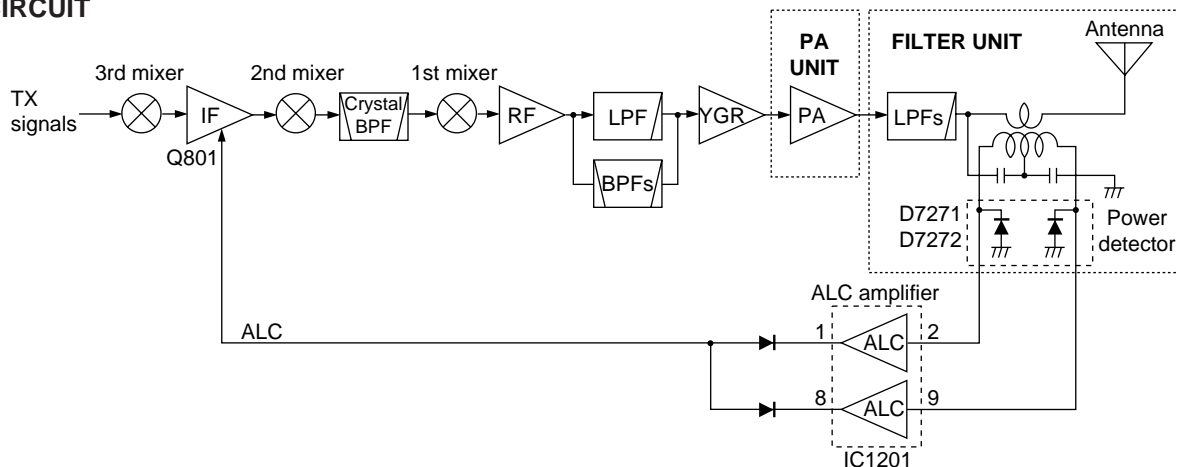 CIRCUIT
PA
UNIT
FILTER UNIT
Antenna
3rd mixer
2nd mixer
1st mixer
TX
signals
IF
Crystal
BPF
RF
LPF
YGR
PA
LPFs
Q801
BPFs
D7271
D7272
Power
detector
ALC amplifier
ALC
1
ALC
2
8
ALC
9
IC1201